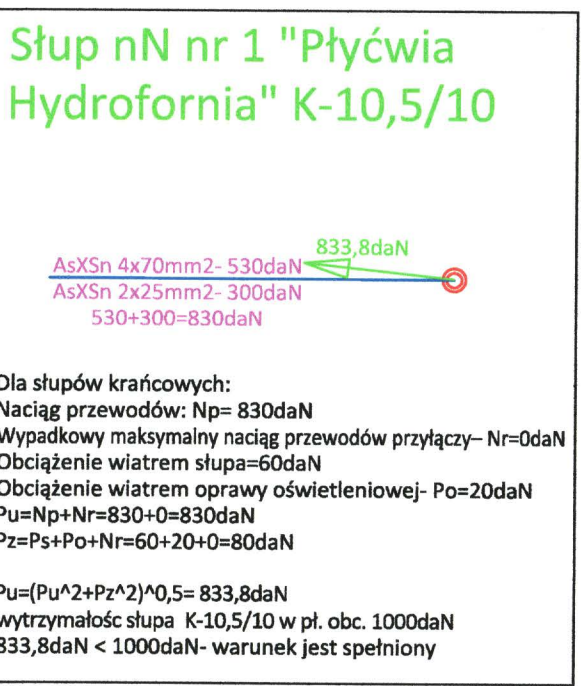 Słup nN nr 1 "Płyćwia
Hydrofornia" K-10,5/10
833,8daN
AsXSn 4x70mm2- 530daN
AsXSn 2x25mm2- 300daN
530+300=830daN
Dla słupów krańcowych:
Naciąg przewodów: Np= 830daN
Wypadkowy maksymalny naciąg przewodów przyłączy– Nr=0daN
Obciążenie wiatrem słupa=60daN
Obciążenie wiatrem oprawy oświetleniowej- Po=20daN
Pu=Np+Nr=830+0=830daN
Pz=Ps+Po+Nr=60+20+0=80daN
Pu=(Pu^2+Pz^2)^0,5= 833,8daN
wytrzymałośc słupa K-10,5/10 w pł. obc. 1000daN
833,8daN < 1000daN- warunek jest spełniony